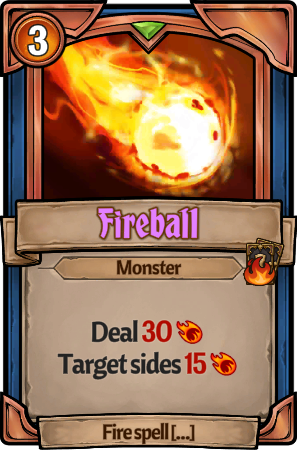 3
Fireball
Monster
Deal 30
Target sides 15
Fire spell [...]